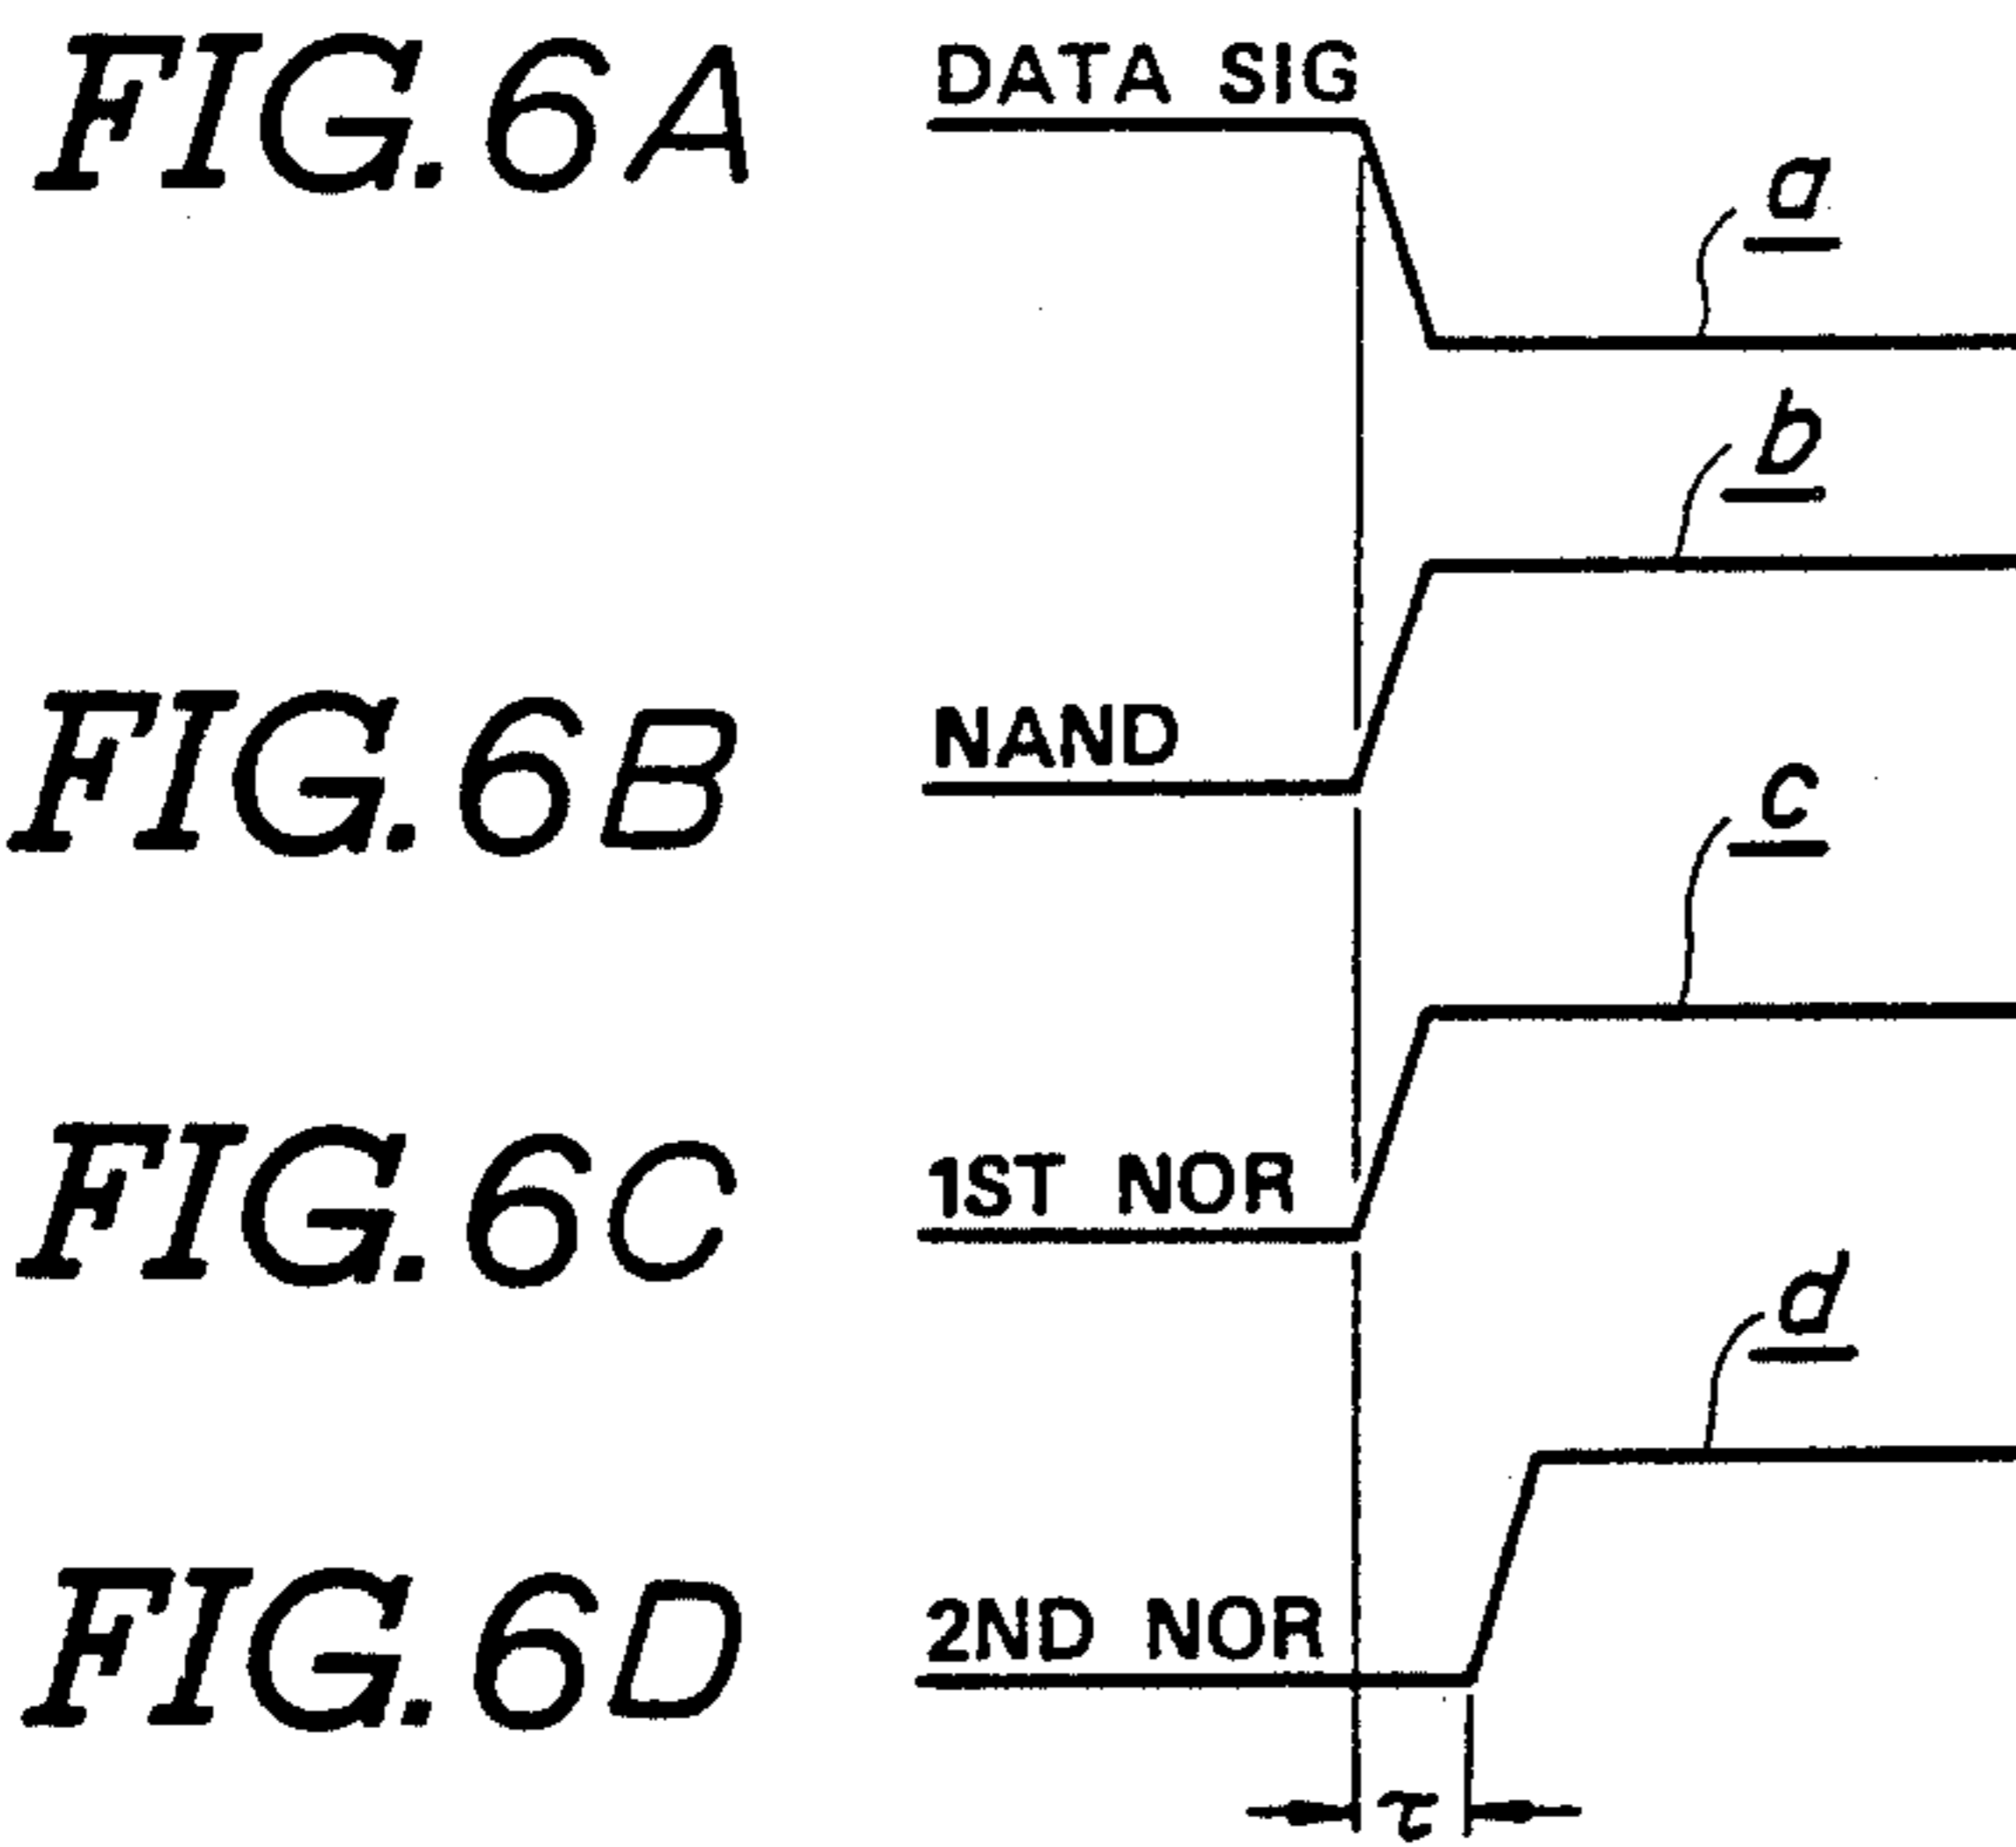 FIG. 6A
DATA SIG
a
b
FIG. 6B
NAND
c
FIG. 6C
1ST NOR
d
FIG. 6D
2ND NOR
τ